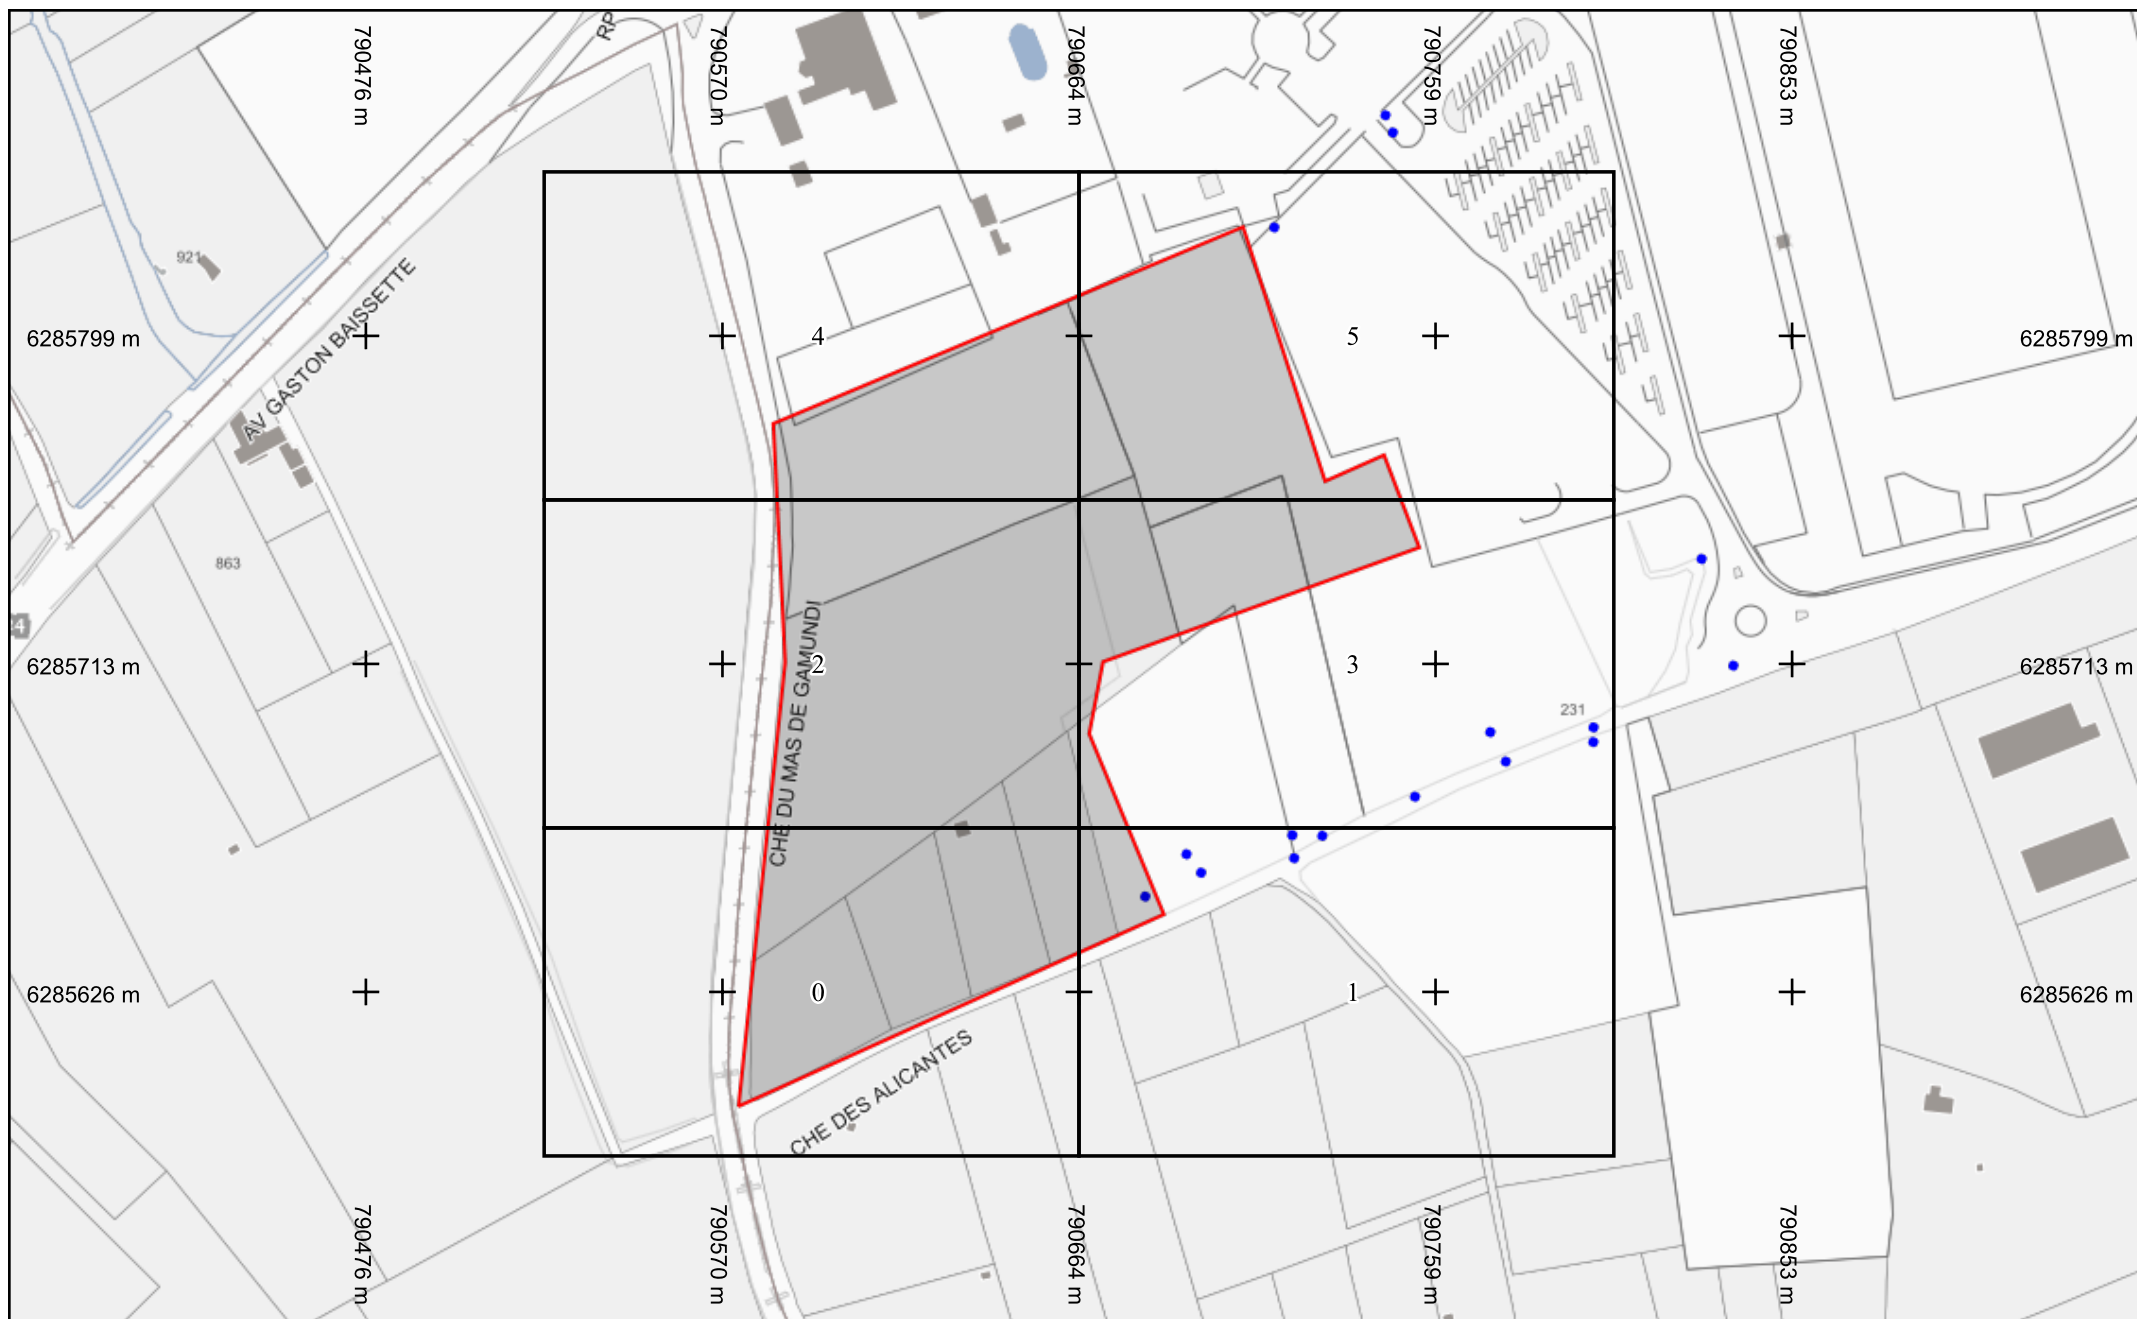 RP
790476 m
790570 m
790664 m
790759 m
790853 m
921
AV GASTON BAISSETTE
6285799 m
4
5
6285799 m
863
4
CHE DU MAS DE GAMUNDI
6285713 m
2
3
6285713 m
231
6285626 m
0
1
6285626 m
CHE DES ALICANTES
790476 m
790570 m
790664 m
790759 m
790853 m